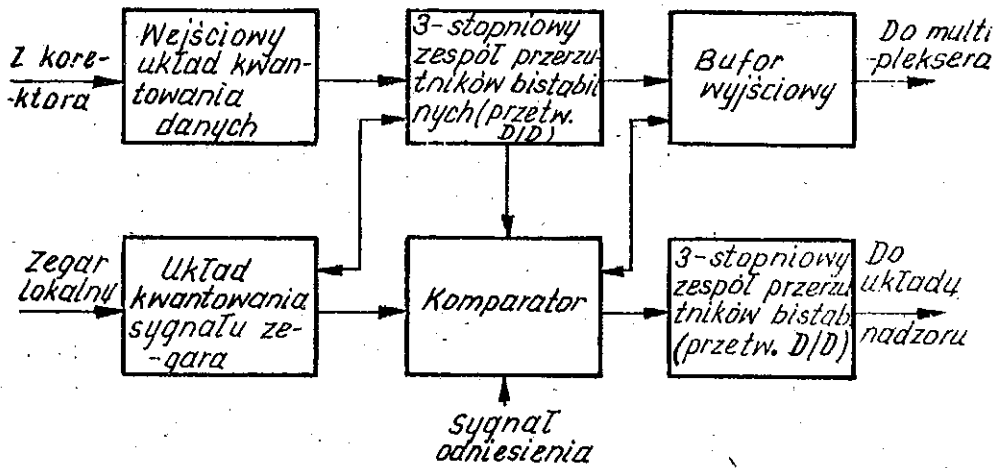 Z kore-
-ktora
Wejściowy
układ kwan-
towania
danych
3-stopniowy
zespół przerzu-
tników bistabil-
nych (przetw.
D/D)
Bufor
wyjściowy
Do multi
pleksera
Zegar
lokalny
Układ
kwantowania
sygnału ze-
-gara
Komparator
3-stopniowy
zespół przerzu
tników bistab.
(przetw. D/D)
Do
układy
nadzoru
sygnał
odniesienia